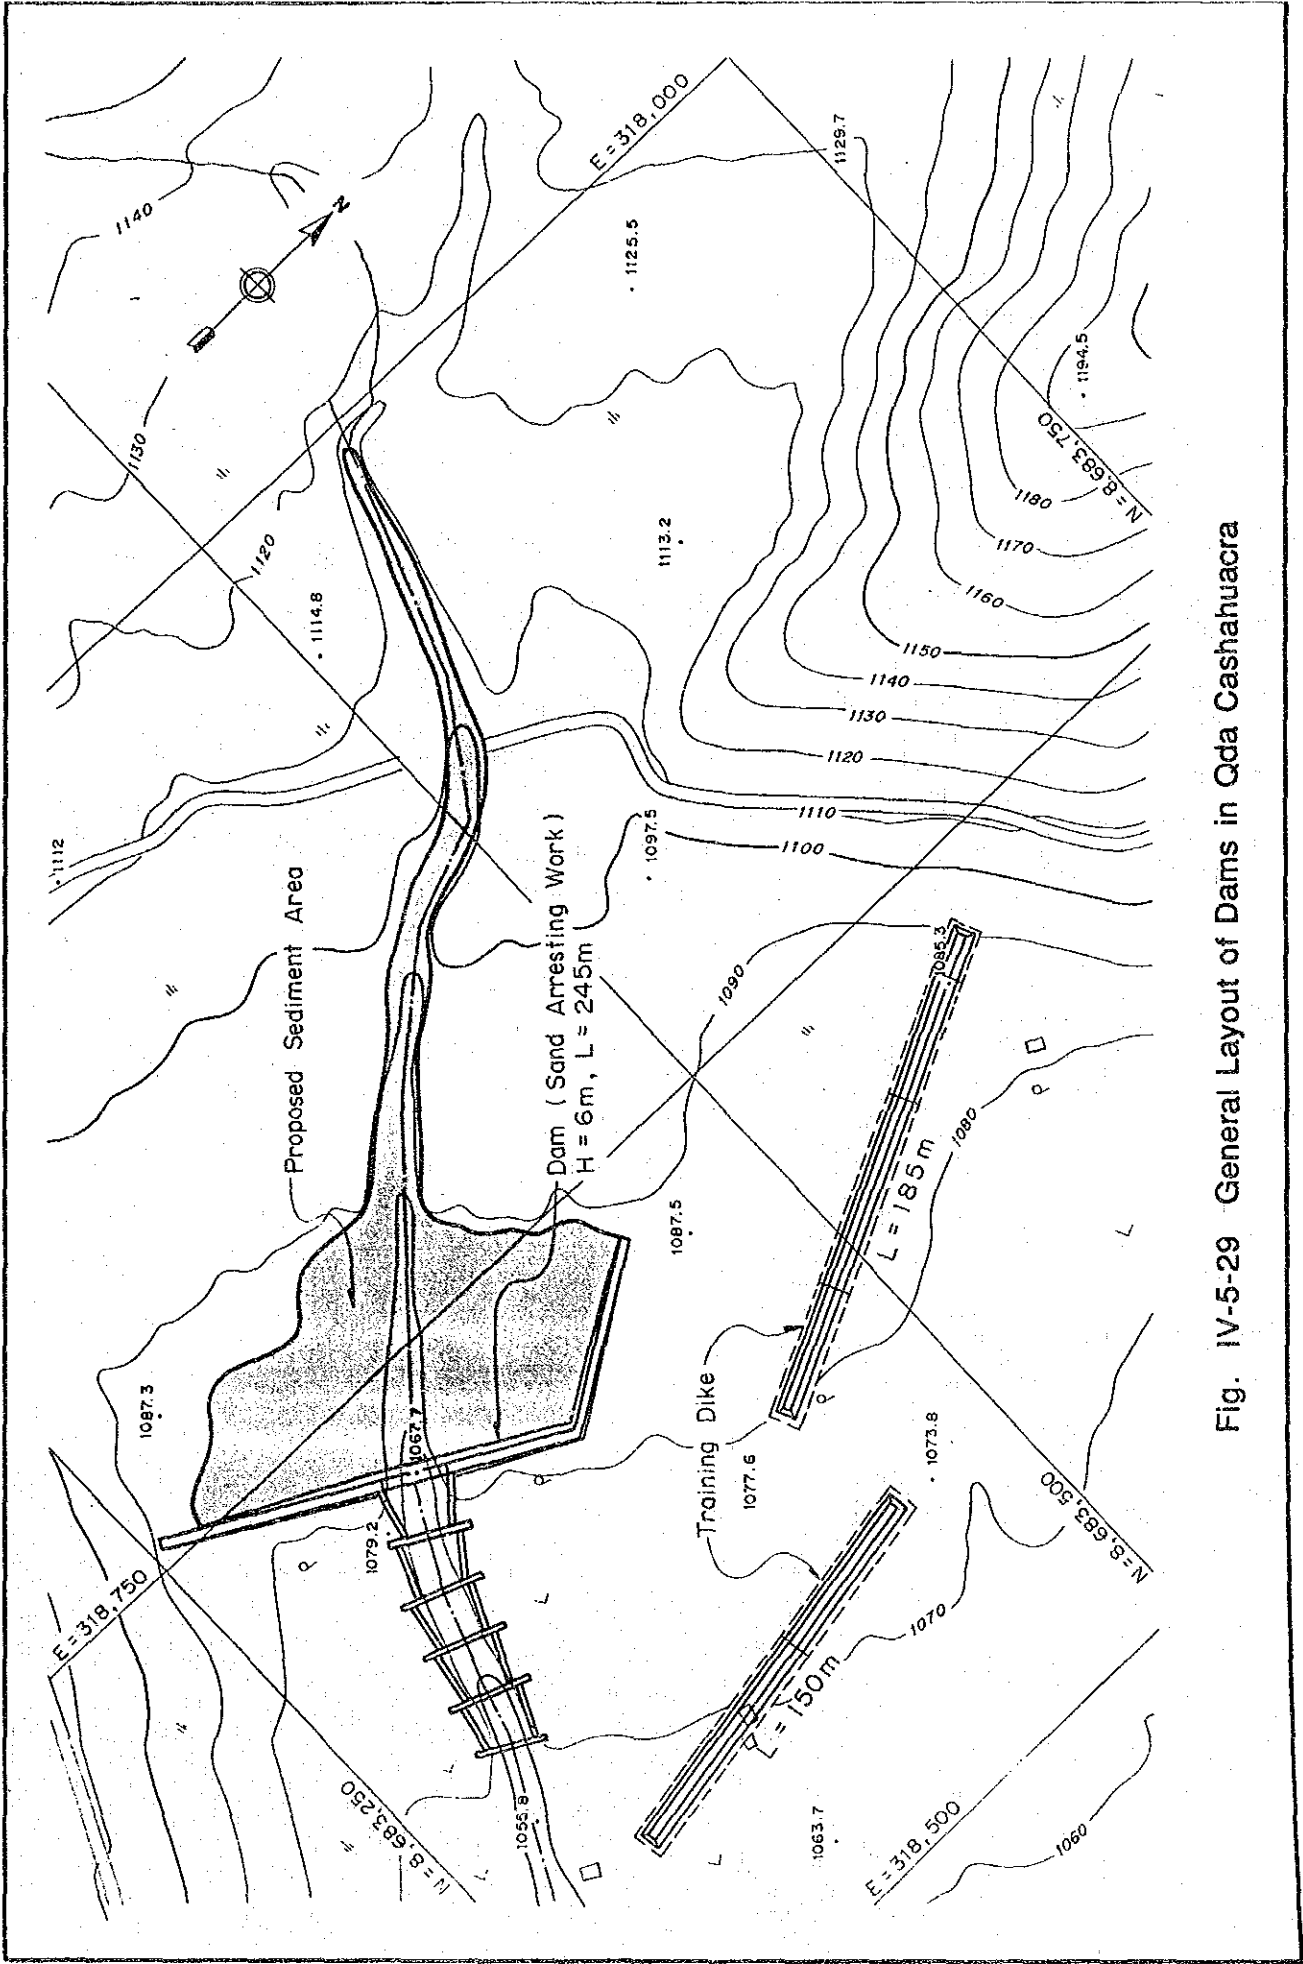 1140
N
E = 318,000
1129.7
1125.5
1130
1194.5
N = 8,683,750
1120
1114.8
1113.2
1180
1170
1160
1150
1140
1130
1120
1110
1100
1112
1097.5
Proposed Sediment Area
Dam ( Sand Arresting Work )
H = 6m, L = 245m
1090
1085.3
1080
L = 185m
1087.5
1087.3
1067.7
Training Dike
1077.6
1073.8
1079.2
E = 318,750
N = 8,683,500
1070
L = 150m
N = 8,683,250
1055.8
1063.7
E = 318,500
1060
Fig. IV-5-29 General Layout of Dams in Qda Cashahuacra